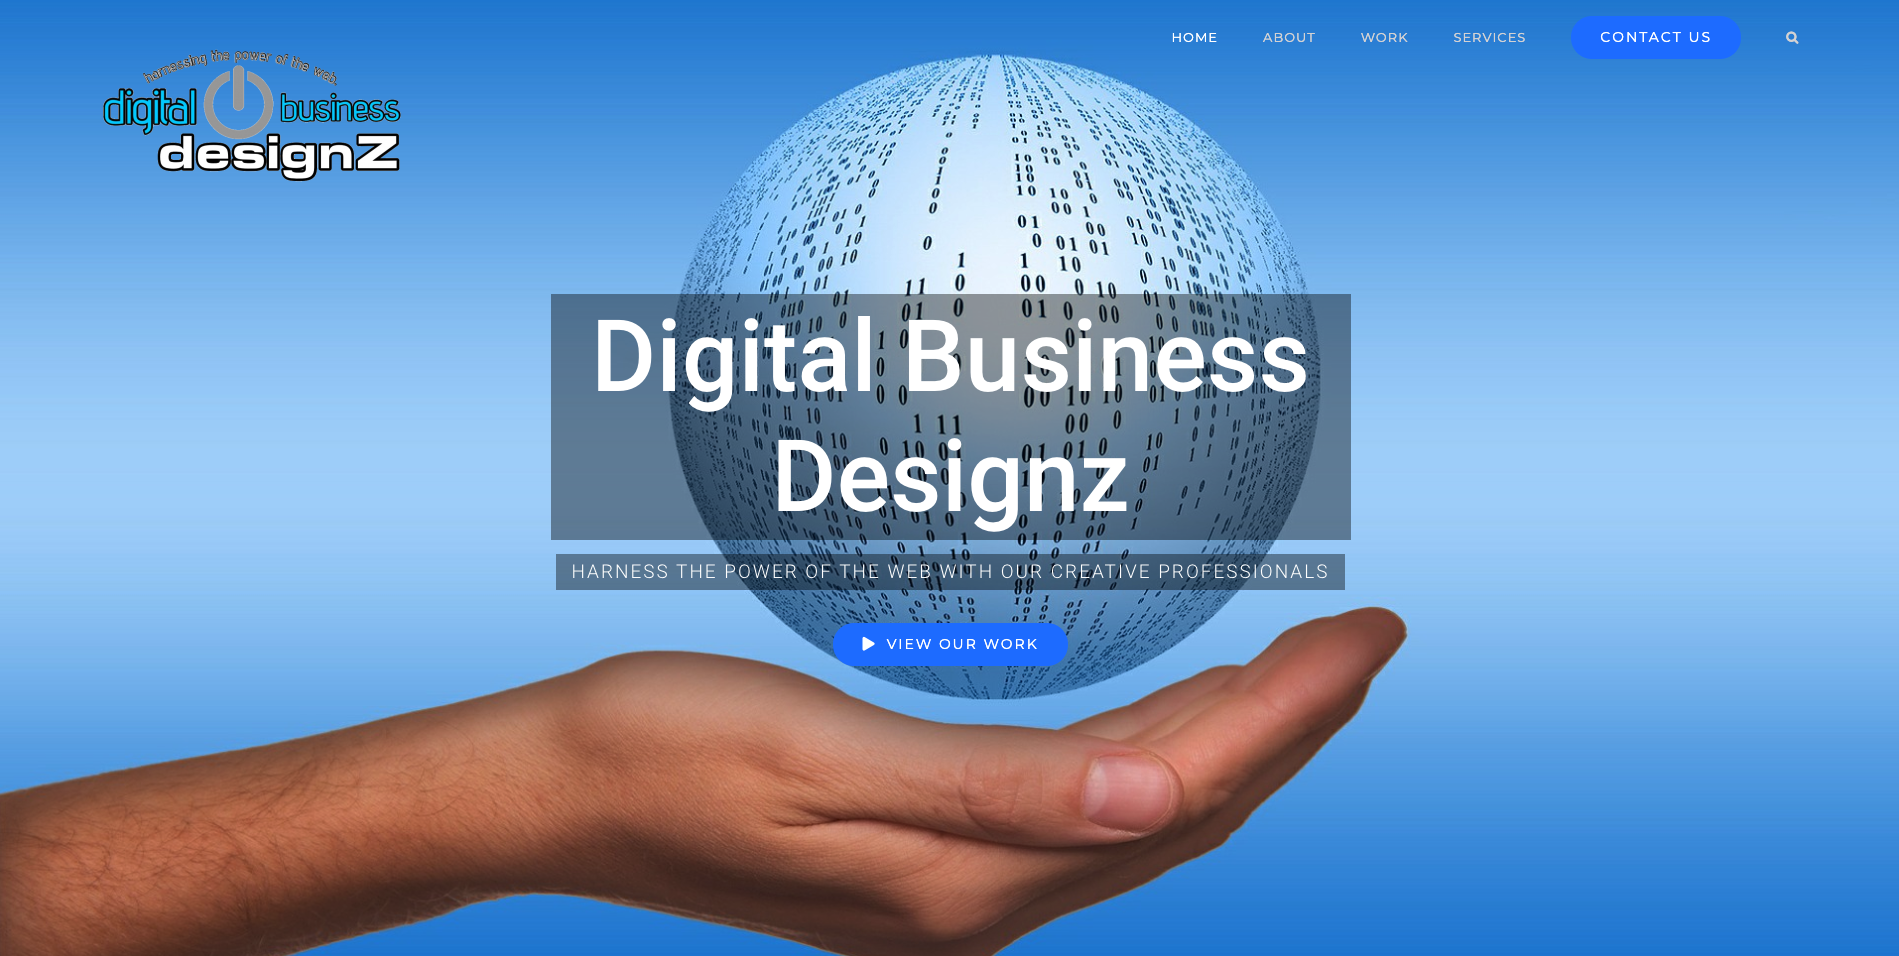 HOME ABOUT WORK SERVICES CONTACT US
harnessing the power of the web
digital business
designZ
Digital Business
Designz
HARNESS THE POWER OF THE WEB WITH OUR CREATIVE PROFESSIONALS
VIEW OUR WORK